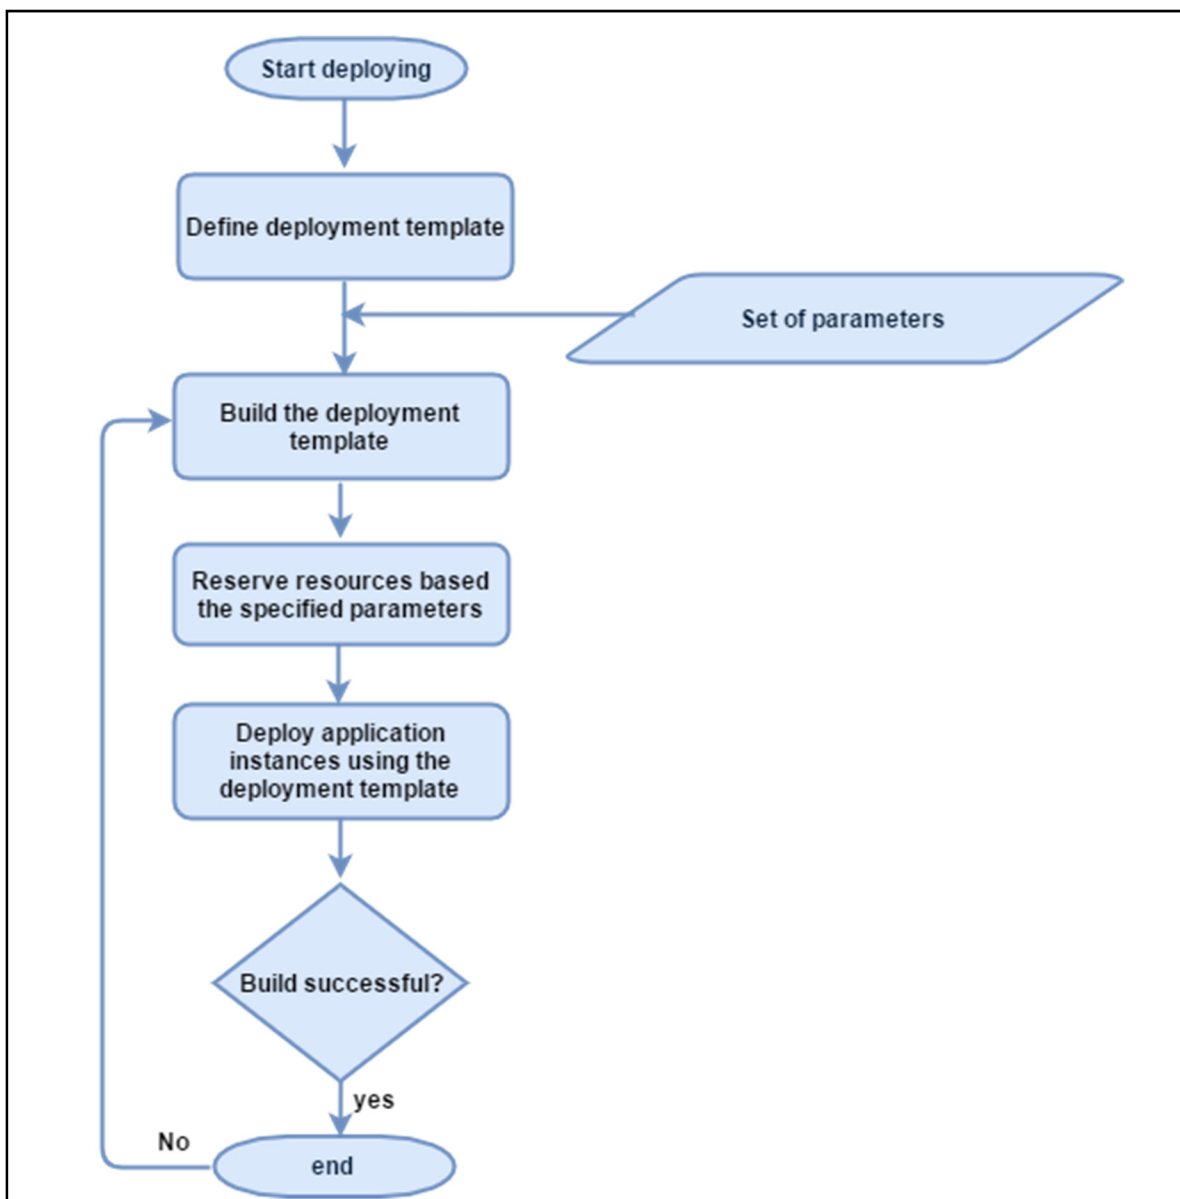 Start deploying
Define deployment template
Set of parameters
Build the deployment
template
Reserve resources based
the specified parameters
Deploy application
instances using the
deployment template
Build successful?
yes
No
end